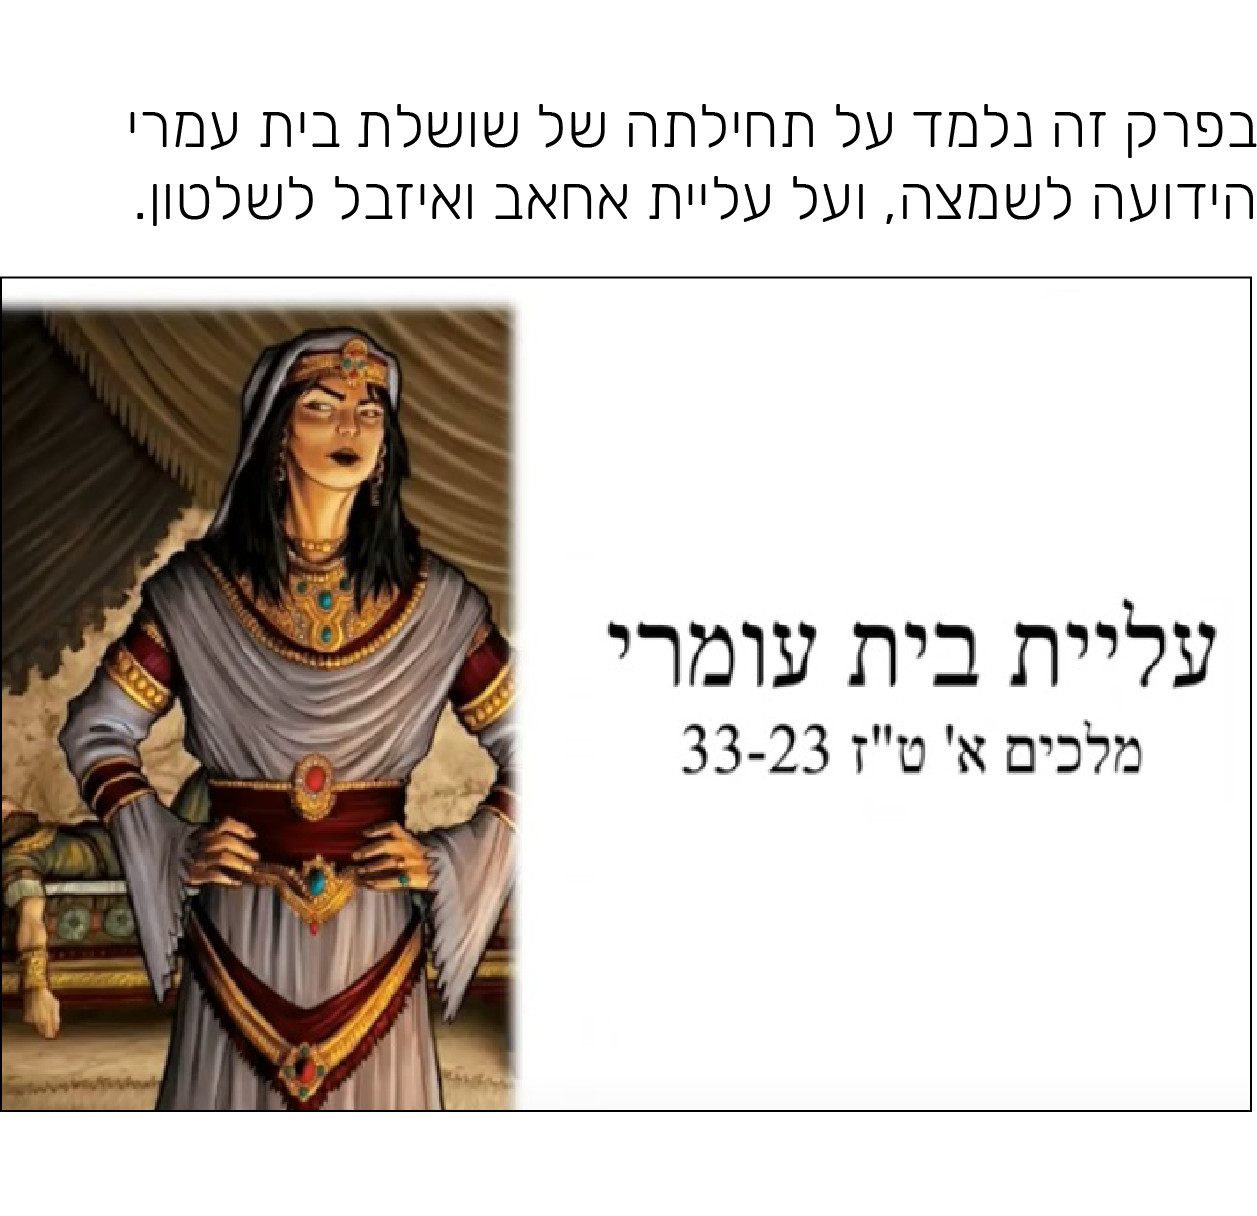 בפרק זה נלמד על תחילתה של שושלת בית עמרי
הידועה לשמצה, ועל עליית אחאב ואיזבל לשלטון.
עליית בית עומרי
מלכים א' ט"ז 33-23